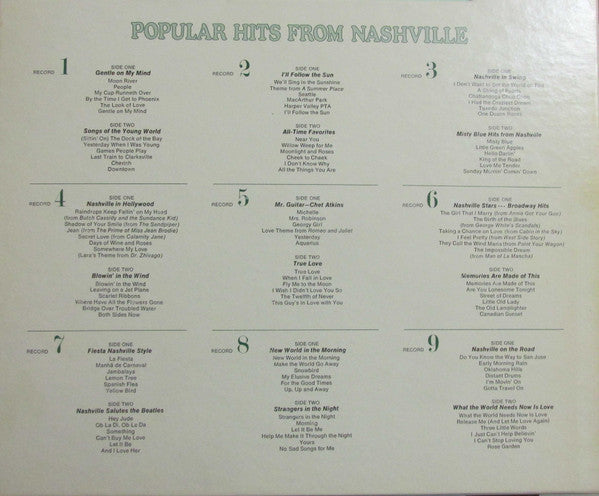 POPULAR HITS FROM NASHVILLE
RECORD 1
SIDE ONE
Gentle on My Mind
Moon River
People
My Cup Runneth Over
By the Time I Get to Phoenix
The Look of Love
Gentle on My Mind
SIDE TWO
Songs of the Young World
(Sittin' On) The Dock of the Bay
Yesterday When I Was Young
Games People Play
Last Train to Clarksville
Cherish
Downtown
RECORD 2
SIDE ONE
I'll Follow the Sun
We'll Sing in the Sunshine
Theme from A Summer Place
Seattle
MacArthur Park
Harper Valley PTA
I'll Follow the Sun
SIDE TWO
All-Time Favorites
Near You
Willow Weep for Me
Moonlight and Roses
Cheek to Cheek
I Don't Know Why
All the Things You Are
RECORD 3
SIDE ONE
Nashville in Swing
I Don't Want to Set the World on Fire
A String of Pearls
Chattanooga Choo Choo
I Had the Craziest Dream
Tuxedo Junction
One Dozen Roses
SIDE TWO
Misty Blue Hits from Nashville
Misty Blue
Little Green Apples
Hello Darlin'
King of the Road
Love Me Tender
Sunday Mornin' Comin' Down
RECORD 4
SIDE ONE
Nashville in Hollywood
Raindrops Keep Fallin' on My Head
(from Butch Cassidy and the Sundance Kid)
Shadow of Your Smile (from The Sandpiper)
Jean (from The Prime of Miss Jean Brodie)
Secret Love (from Calamity Jane)
Days of Wine and Roses
Somewhere My Love
(Lara's Theme from Dr. Zhivago)
SIDE TWO
Blowin' in the Wind
Blowin' in the Wind
Leaving on a Jet Plane
Scarlet Ribbons
Where Have All the Flowers Gone
Bridge Over Troubled Water
Both Sides Now
RECORD 5
SIDE ONE
Mr. Guitar—Chet Atkins
Michelle
Mrs. Robinson
Georgy Girl
Love Theme from Romeo and Juliet
Yesterday
Aquarius
SIDE TWO
True Love
True Love
When I Fall in Love
Fly Me to the Moon
I Wish I Didn't Love You So
The Twelfth of Never
This Guy's in Love with You
RECORD 6
SIDE ONE
Nashville Stars --- Broadway Hits
The Girl That I Marry (from Annie Get Your Gun)
The Birth of the Blues
(from George White's Scandals)
Taking a Chance on Love (from Cabin in the Sky)
I Feel Pretty (from West Side Story)
They Call the Wind Maria (from Paint Your Wagon)
The Impossible Dream
(from Man of La Mancha)
SIDE TWO
Memories Are Made of This
Memories Are Made of This
Are You Lonesome Tonight
Street of Dreams
Little Old Lady
The Old Lamplighter
Canadian Sunset
RECORD 7
SIDE ONE
Fiesta Nashville Style
La Fiesta
Manhã de Carnaval
Jambalaya
Lemon Tree
Spanish Flea
Yellow Bird
SIDE TWO
Nashville Salutes the Beatles
Hey Jude
Ob La Di, Ob La Da
Something
Can't Buy Me Love
Let It Be
And I Love Her
RECORD 8
SIDE ONE
New World in the Morning
New World in the Morning
Make the World Go Away
Snowbird
My Elusive Dreams
For the Good Times
Up, Up and Away
SIDE TWO
Strangers in the Night
Strangers in the Night
Morning
Let It Be Me
Help Me Make It Through the Night
Yours
No Sad Songs for Me
RECORD 9
SIDE ONE
Nashville on the Road
Do You Know the Way to San Jose
Early Morning Rain
Oklahoma Hills
Distant Drums
I'm Movin' On
Gotta Travel On
SIDE TWO
What the World Needs Now Is Love
What the World Needs Now Is Love
Release Me (And Let Me Love Again)
Three Little Words
I Just Can't Help Believin'
I Can't Stop Loving You
Rose Garden